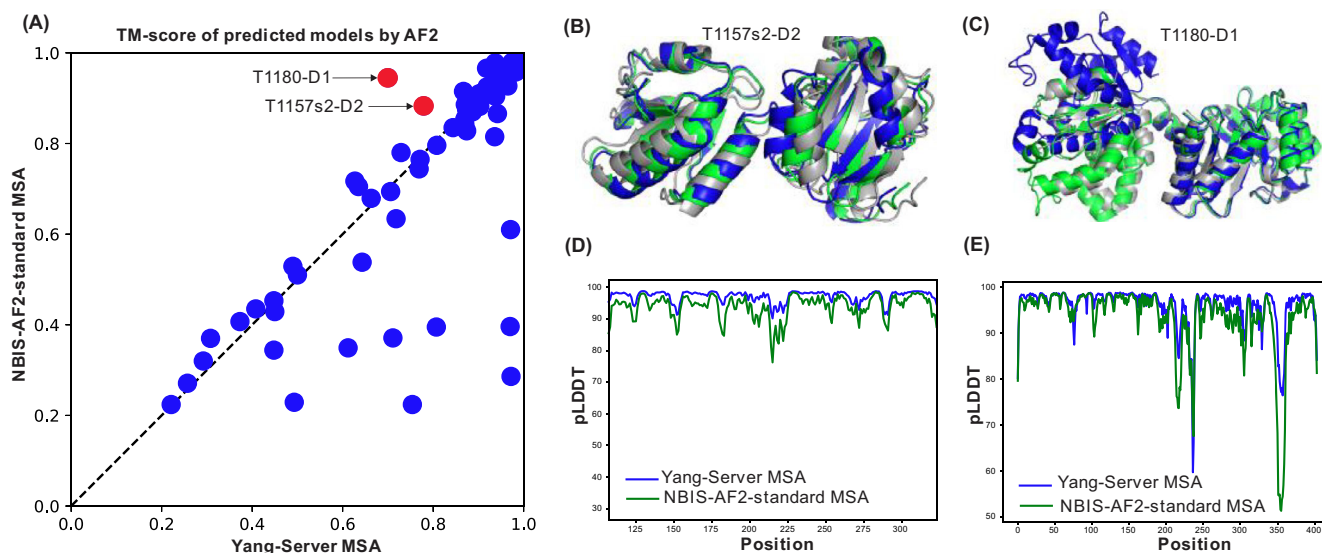 (A)
TM-score of predicted models by AF2
1.0
0.8
0.6
0.4
0.2
0.0
NBIS-AF2-standard MSA
T1180-D1
T1157s2-D2
0.0 0.2 0.4 0.6 0.8 1.0
Yang-Server MSA
(B)
T1157s2-D2
(C)
T1180-D1
(D)
100
90
80
70
60
50
40
30
pLDDT
Yang-Server MSA
NBIS-AF2-standard MSA
125 150 175 200 225 250 275 300
Position
(E)
100
90
80
70
60
50
pLDDT
Yang-Server MSA
NBIS-AF2-standard MSA
0 50 100 150 200 250 300 350 400
Position